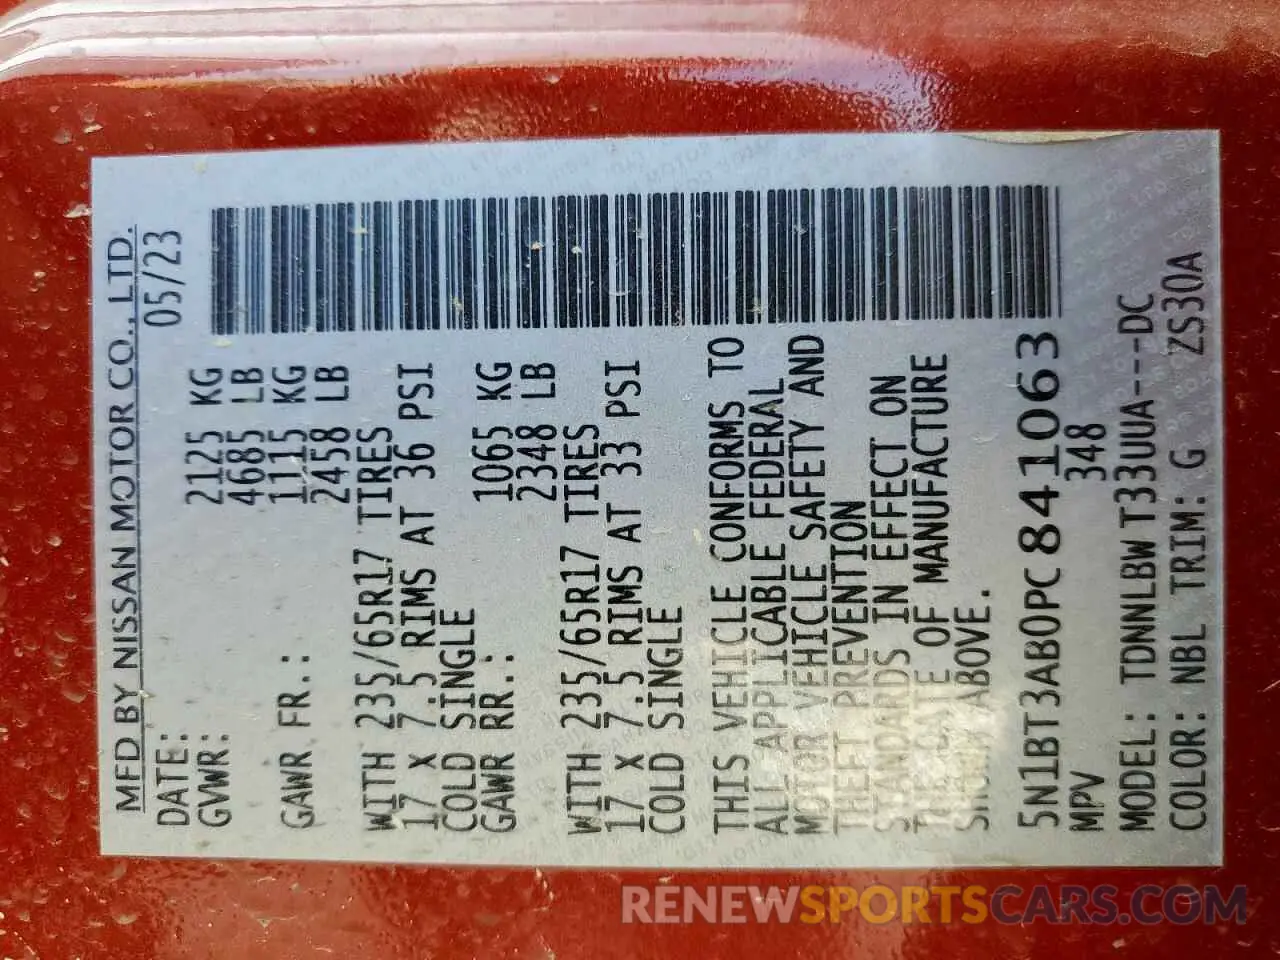 MFD BY NISSAN MOTOR CO., LTD.
DATE: 05/23
GVWR: 2125 KG
4685 LB
GAWR FR.: 1115 KG
2458 LB
WITH 235/65R17 TIRES
17 X 7.5 RIMS AT 36 PSI
COLD SINGLE
GAWR RR.: 1065 KG
2348 LB
WITH 235/65R17 TIRES
17 X 7.5 RIMS AT 33 PSI
COLD SINGLE
THIS VEHICLE CONFORMS TO
ALL APPLICABLE FEDERAL
MOTOR VEHICLE SAFETY AND
THEFT PREVENTION
STANDARDS IN EFFECT ON
THE DATE OF MANUFACTURE
SHOWN ABOVE.
5N1BT3AB0PC841063
MPV 348
MODEL: TDNNLBW T33UUA---DC
COLOR: NBL TRIM: G ZS30A
RENEWSPORTSCARS.COM